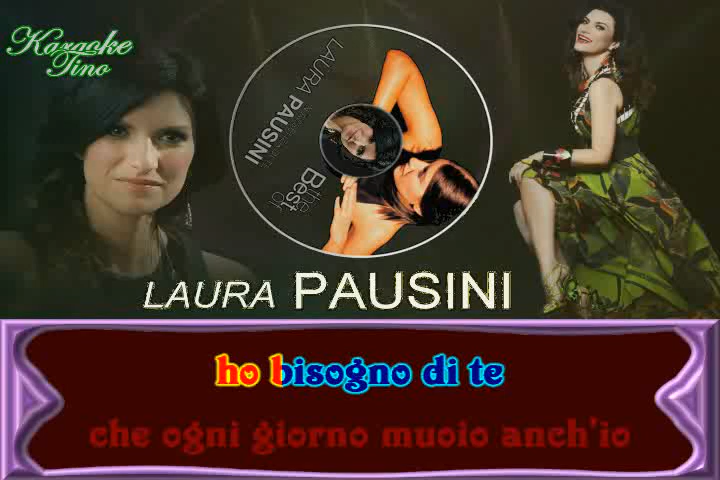 Karaoke
Tino
LAURA PAUSINI
the
Best
of
LAURA PAUSINI
ho bisogno di te
che ogni giorno muoio anch'io